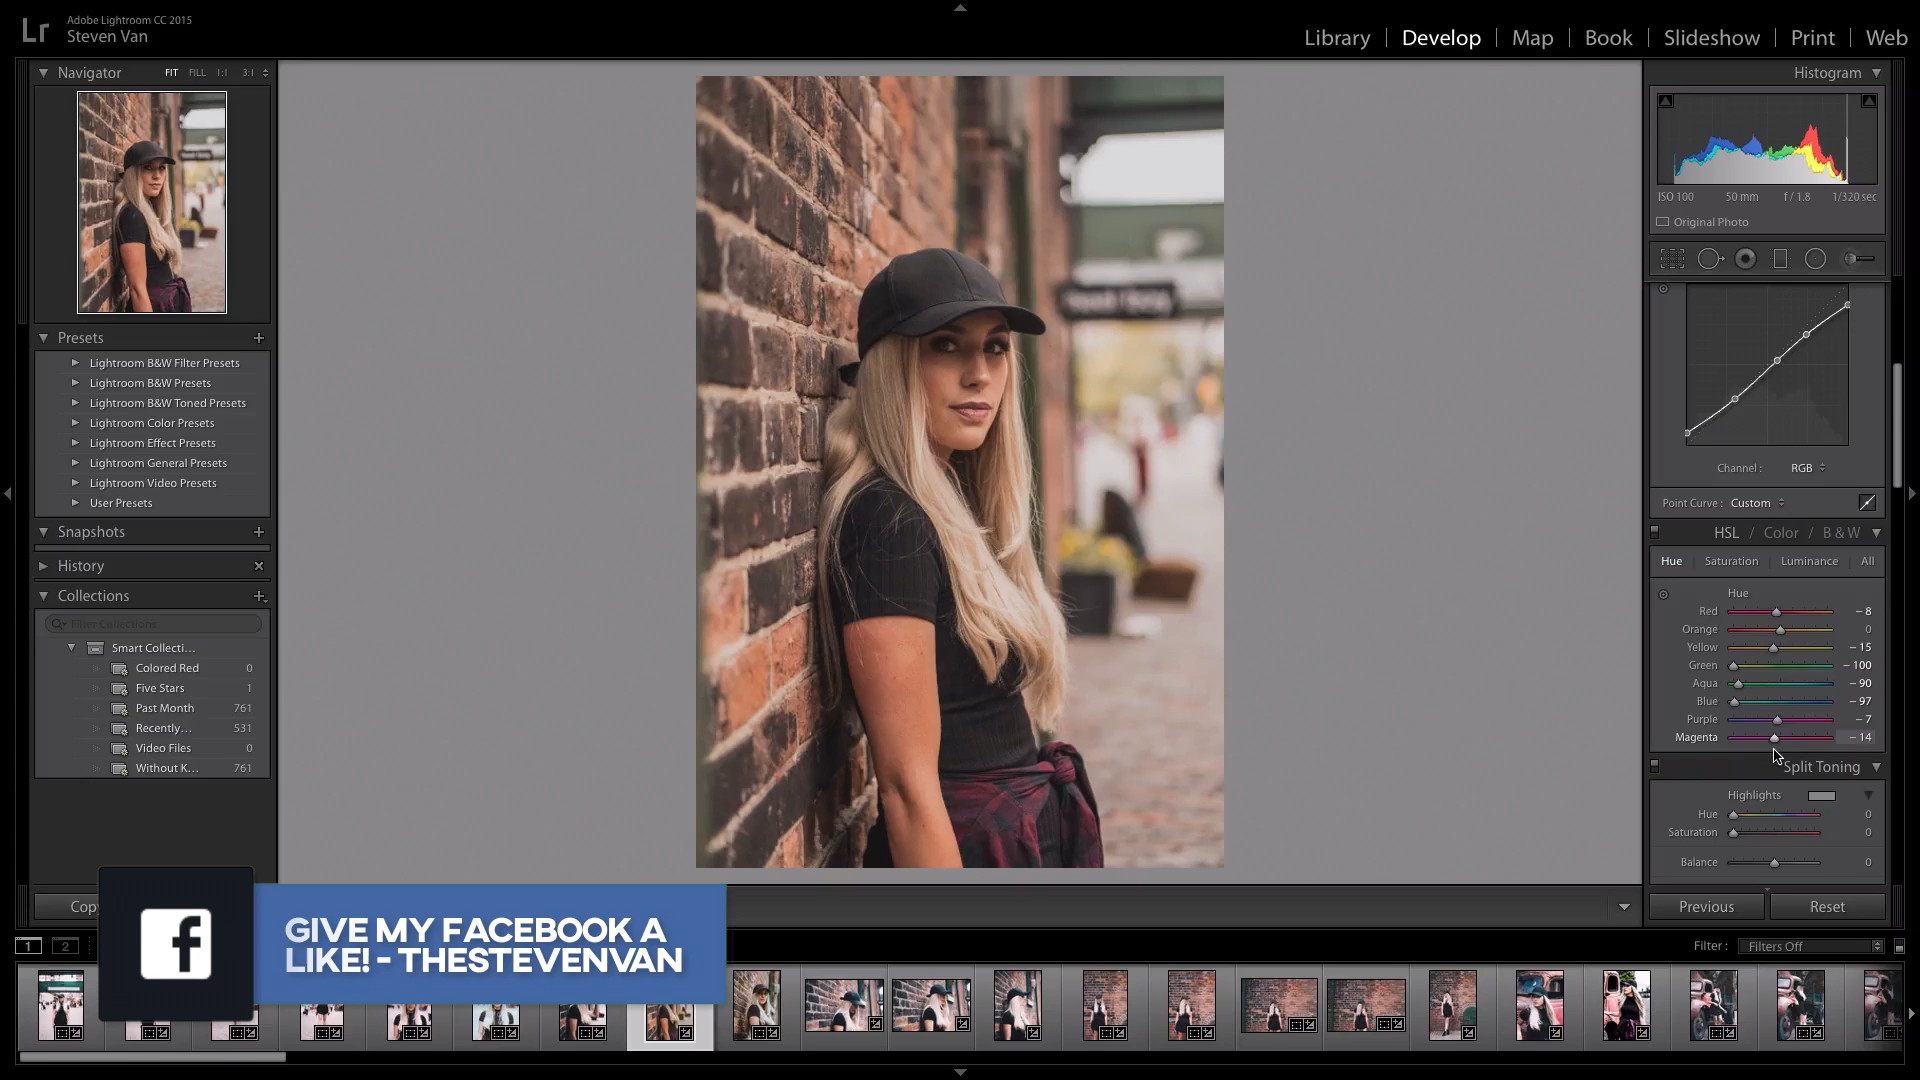 Lr
Adobe Lightroom CC 2015
Steven Van
Library
Develop
Map
Book
Slideshow
Print
Web
Navigator
FIT FILL 1:1 3:1
Presets
Lightroom B&W Filter Presets
Lightroom B&W Presets
Lightroom B&W Toned Presets
Lightroom Color Presets
Lightroom Effect Presets
Lightroom General Presets
Lightroom Video Presets
User Presets
Snapshots
History
Collections
Filter Collections
Smart Collecti...
Colored Red 0
Five Stars 1
Past Month 761
Recently... 531
Video Files 0
Without K... 761
Histogram
ISO 100 50 mm f / 1.8 1/320 sec
Original Photo
Channel : RGB
Point Curve : Custom
HSL / Color / B & W
Hue Saturation Luminance All
Hue
Red - 8
Orange 0
Yellow - 15
Green - 100
Aqua - 90
Blue - 97
Purple - 7
Magenta - 14
Split Toning
Highlights
Hue 0
Saturation 0
Balance 0
Previous
Reset
GIVE MY FACEBOOK A
LIKE! - THESTEVENVAN
1 2
Filter : Filters Off